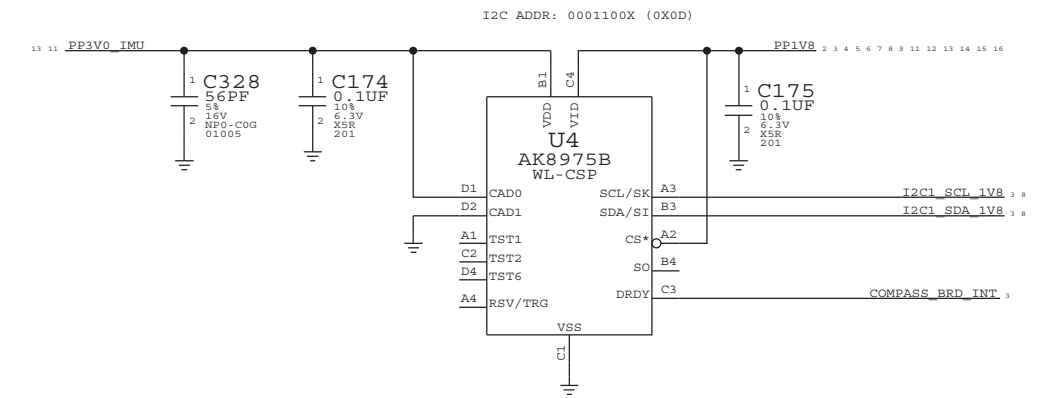 I2C ADDR: 0001100X (0X0D)
13 11 PP3V0_IMU
PP1V8 2 3 4 5 6 7 8 9 11 12 13 14 15 16
1 C328
56PF
5%
16V
2 NP0-C0G
01005
1 C174
0.1UF
10%
6.3V
2 X5R
201
B1
C4
1 C175
0.1UF
10%
6.3V
2 X5R
201
VDD
VID
U4
AK8975B
WL-CSP
D1 CAD0
SCL/SK A3
I2C1_SCL_1V8 3 8
D2 CAD1
SDA/SI B3
I2C1_SDA_1V8 3 8
A1 TST1
CS* A2
C2 TST2
SO B4
D4 TST6
DRDY C3
COMPASS_BRD_INT 3
A4 RSV/TRG
VSS
C1